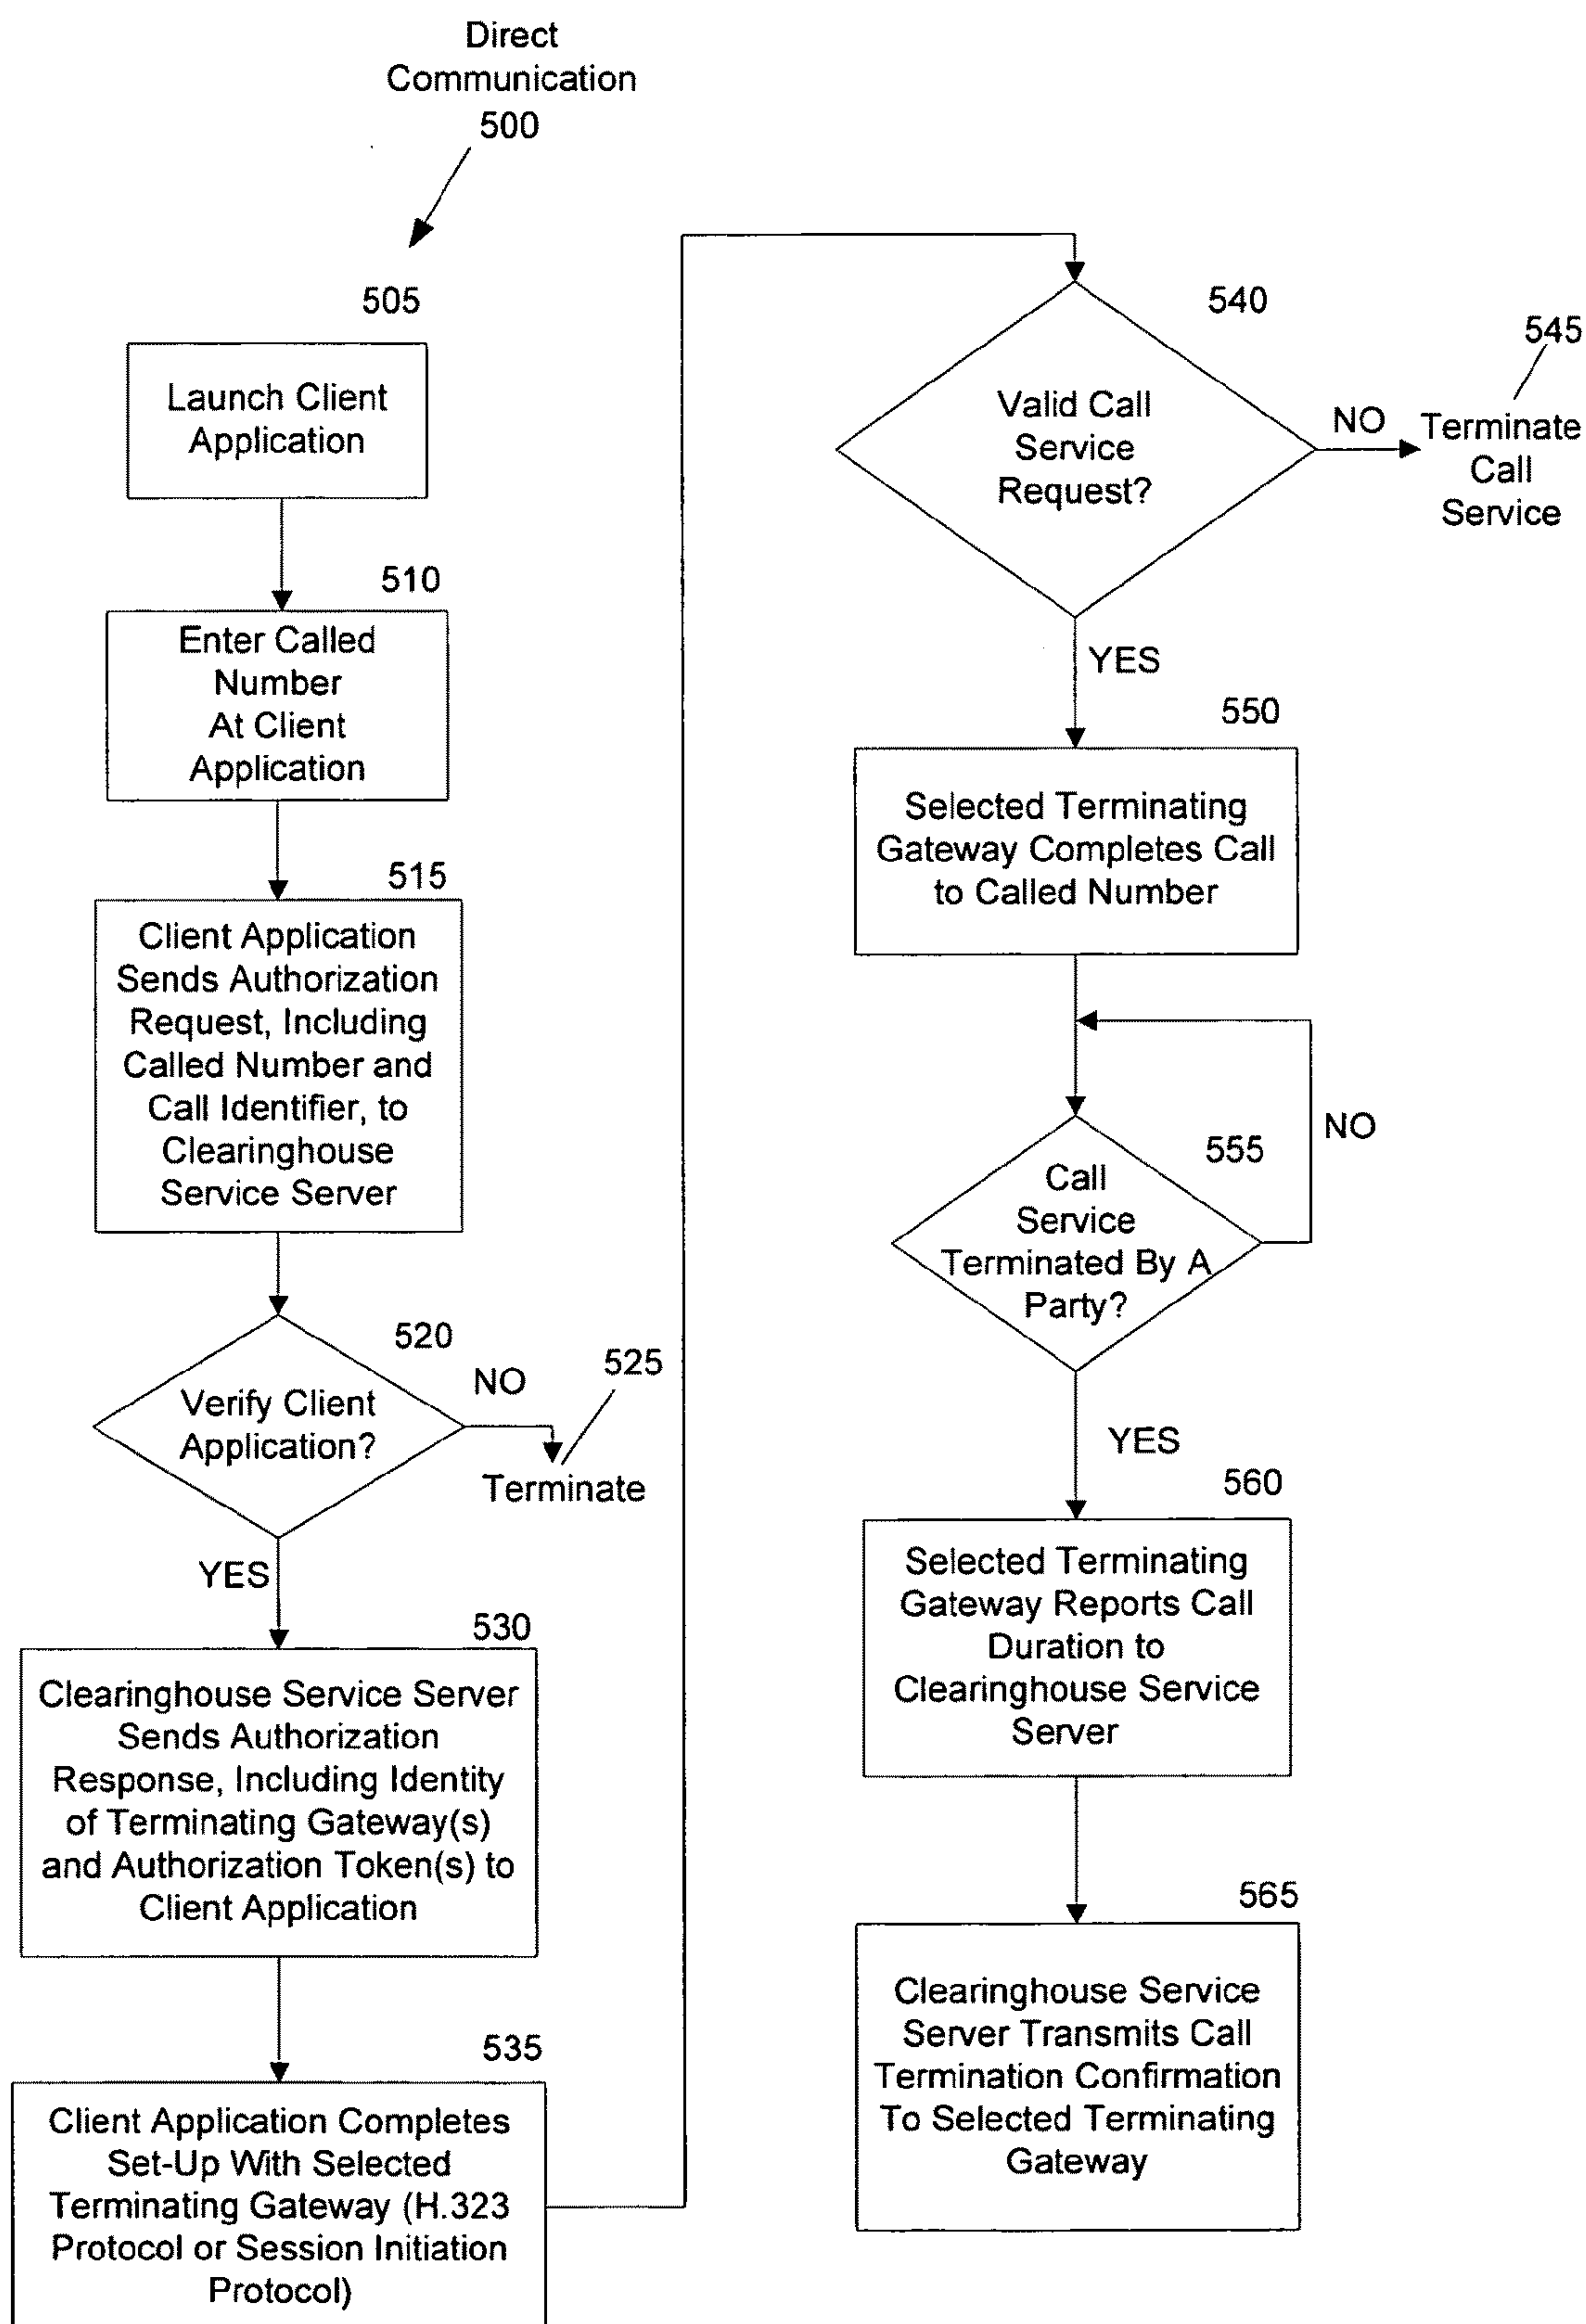 Direct
Communication
500
505
Launch Client
Application
510
Enter Called
Number
At Client
Application
515
Client Application
Sends Authorization
Request, Including
Called Number and
Call Identifier, to
Clearinghouse
Service Server
520
Verify Client
Application?
NO
525
Terminate
YES
530
Clearinghouse Service Server
Sends Authorization
Response, Including Identity
of Terminating Gateway(s)
and Authorization Token(s) to
Client Application
535
Client Application Completes
Set-Up With Selected
Terminating Gateway (H.323
Protocol or Session Initiation
Protocol)
540
Valid Call
Service
Request?
NO
545
Terminate
Call
Service
YES
550
Selected Terminating
Gateway Completes Call
to Called Number
555
Call
Service
Terminated By A
Party?
NO
YES
560
Selected Terminating
Gateway Reports Call
Duration to
Clearinghouse Service
Server
565
Clearinghouse Service
Server Transmits Call
Termination Confirmation
To Selected Terminating
Gateway